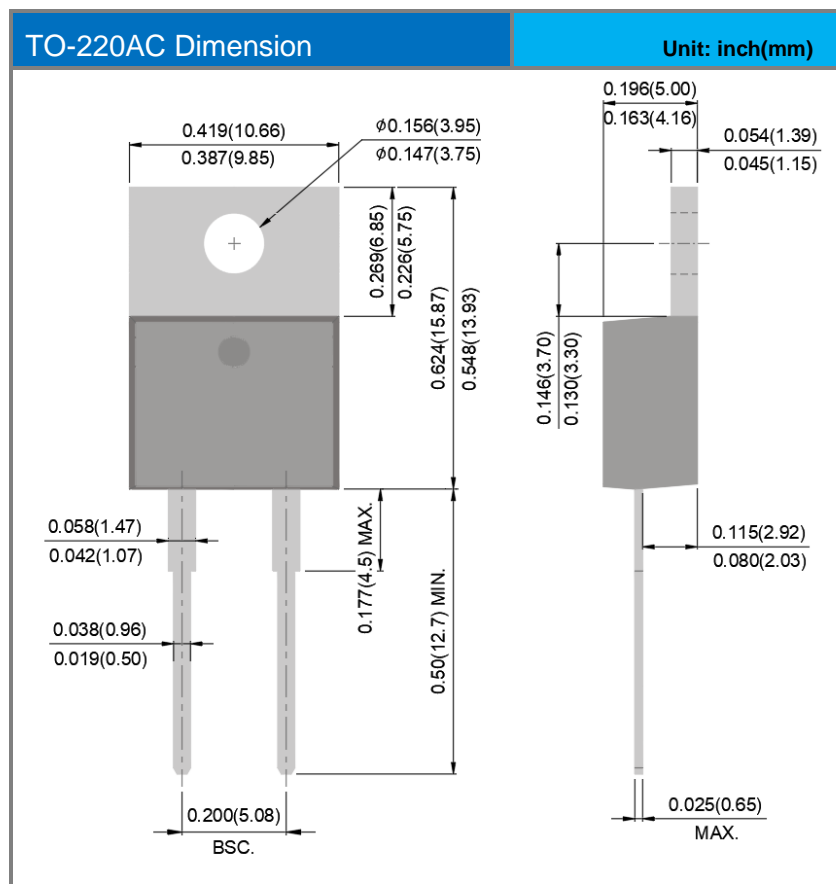 TO-220AC Dimension
Unit: inch(mm)
0.419(10.66)
0.387(9.85)
ϕ0.156(3.95)
ϕ0.147(3.75)
0.269(6.85)
0.226(5.75)
0.624(15.87)
0.548(13.93)
0.058(1.47)
0.042(1.07)
0.177(4.5) MAX.
0.038(0.96)
0.019(0.50)
0.50(12.7) MIN.
0.200(5.08)
BSC.
0.196(5.00)
0.163(4.16)
0.054(1.39)
0.045(1.15)
0.146(3.70)
0.130(3.30)
0.115(2.92)
0.080(2.03)
0.025(0.65)
MAX.